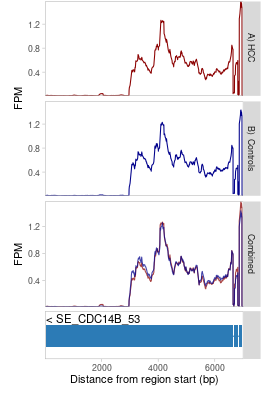 A) HCC
1.2
0.8
0.4
FPM
B) Controls
1.2
0.8
0.4
Combined
1.2
0.8
0.4
FPM
< SE_CDC14B_53
2000 4000 6000
Distance from region start (bp)